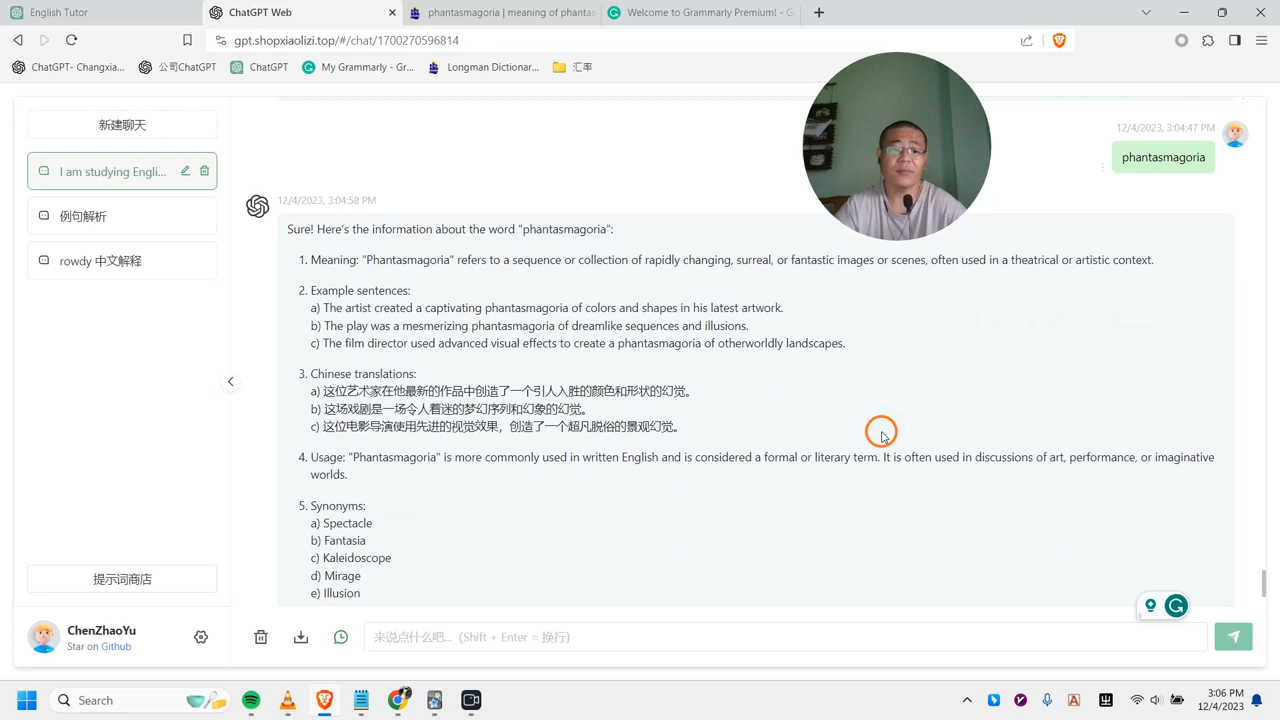 English Tutor
ChatGPT Web
phantasmagoria | meaning of phantas
Welcome to Grammarly Premium! - Gr
gpt.shopxiaolizi.top/#/chat/1700270596814
ChatGPT- Changxia...
公司ChatGPT
ChatGPT
My Grammarly - Gr...
Longman Dictionar...
汇率
新建聊天
I am studying Engli...
例句解析
rowdy 中文解释
提示词商店
ChenZhaoYu
Star on Github
12/4/2023, 3:04:47 PM
phantasmagoria
12/4/2023, 3:04:58 PM
Sure! Here's the information about the word "phantasmagoria":
1. Meaning: "Phantasmagoria" refers to a sequence or collection of rapidly changing, surreal, or fantastic images or scenes, often used in a theatrical or artistic context.
2. Example sentences:
a) The artist created a captivating phantasmagoria of colors and shapes in his latest artwork.
b) The play was a mesmerizing phantasmagoria of dreamlike sequences and illusions.
c) The film director used advanced visual effects to create a phantasmagoria of otherworldly landscapes.
3. Chinese translations:
a) 这位艺术家在他最新的作品中创造了一个引人入胜的颜色和形状的幻觉。
b) 这场戏剧是一场令人着迷的梦幻序列和幻象的幻觉。
c) 这位电影导演使用先进的视觉效果，创造了一个超凡脱俗的景观幻觉。
4. Usage: "Phantasmagoria" is more commonly used in written English and is considered a formal or literary term. It is often used in discussions of art, performance, or imaginative
worlds.
5. Synonyms:
a) Spectacle
b) Fantasia
c) Kaleidoscope
d) Mirage
e) Illusion
来说点什么吧...（Shift + Enter = 换行）
Search
3:06 PM
12/4/2023